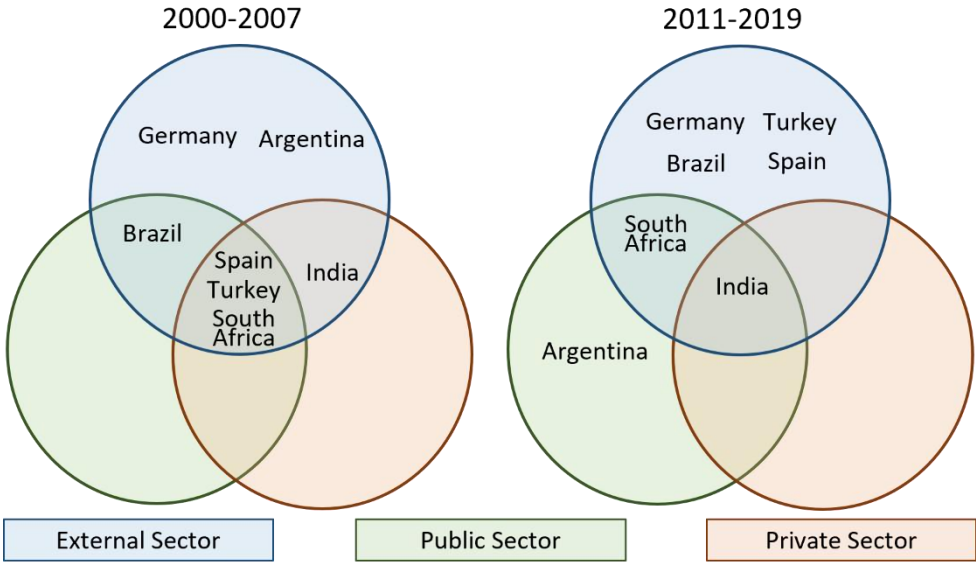 2000-2007
Germany
Argentina
Brazil
Spain
Turkey
South
Africa
India
2011-2019
Germany
Turkey
Brazil
Spain
South
Africa
India
Argentina
External Sector
Public Sector
Private Sector